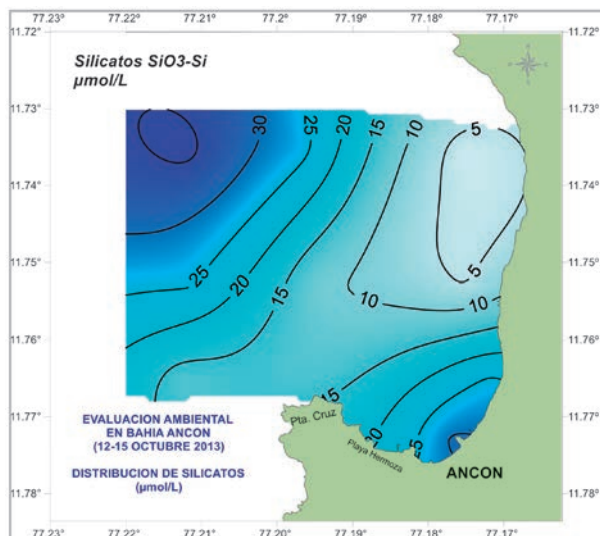 77.23° 77.22° 77.21° 77.20° 77.19° 77.18° 77.17°
11.72° 11.72°
Silicatos SiO3-Si
µmol/L
11.73° 11.73°
30 25 20 15 10 5
11.74° 11.74°
11.75° 11.75°
25 20 15 10 5 10
11.76° 11.76°
15 20 25
11.77° 11.77°
Pta. Cruz
Playa Hermoza
ANCON
EVALUACION AMBIENTAL
EN BAHIA ANCON
(12-15 OCTUBRE 2013)
DISTRIBUCION DE SILICATOS
(µmol/L)
11.78° 11.78°
77.23° 77.22° 77.21° 77.20° 77.19° 77.18° 77.17°